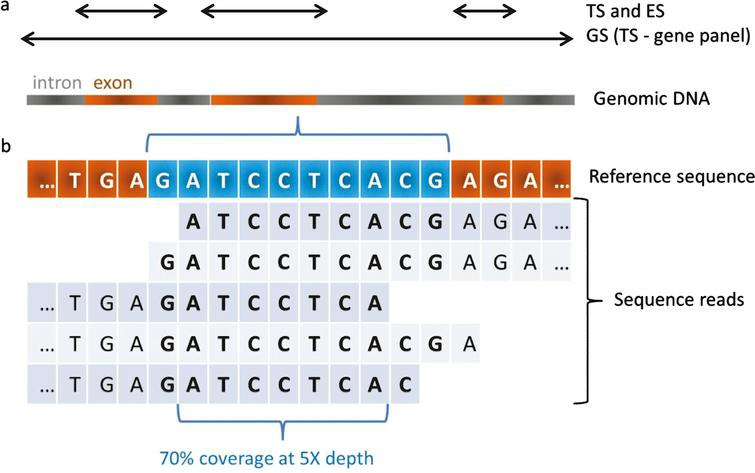 a
TS and ES
GS (TS - gene panel)
intron exon
Genomic DNA
b
... T G A G A T C C T C A C G A G A ...
Reference sequence
A T C C T C A C G A G A ...
G A T C C T C A C G A G A ...
... T G A G A T C C T C A
Sequence reads
... T G A G A T C C T C A C G A
... T G A G A T C C T C A C
70% coverage at 5X depth